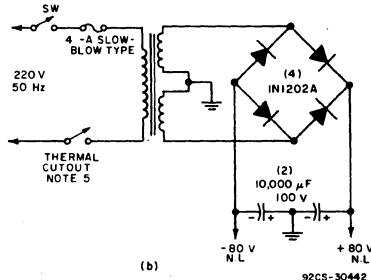 SW
4 -A SLOW-
BLOW TYPE
220 V
50 Hz
THERMAL
CUTOUT
NOTE 5
(4)
IN1202A
(2)
10,000 μF
100 V
- + - +
-80 V
N.L
+ 80 V
N.L
(b)
92CS-30442